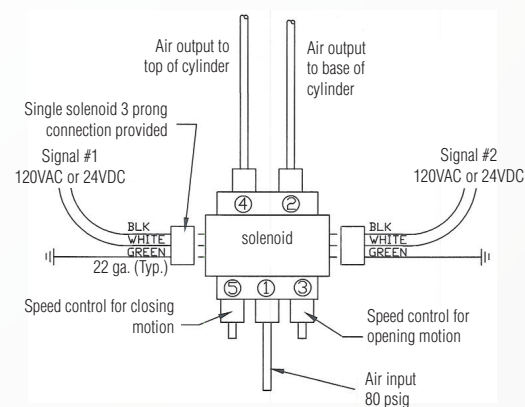 Air output to
top of cylinder
Air output
to base of
cylinder
Single solenoid 3 prong
connection provided
Signal #1
120VAC or 24VDC
Signal #2
120VAC or 24VDC
④ ②
BLK
WHITE
GREEN
22 ga. (Typ.)
solenoid
BLK
WHITE
GREEN
⑤ ① ③
Speed control for closing
motion
Speed control for
opening motion
Air input
80 psig